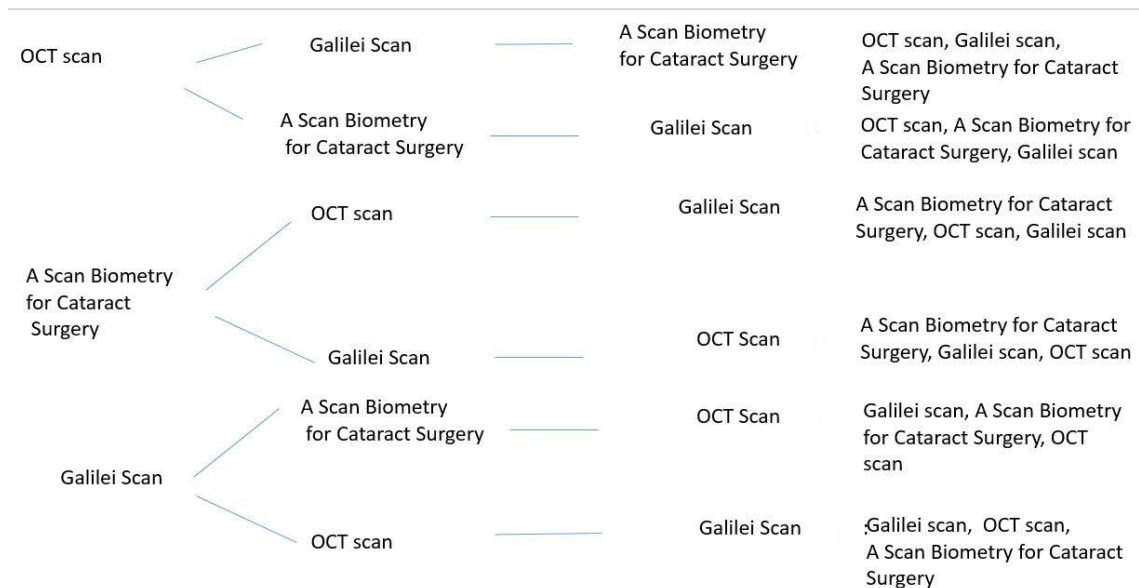 OCT scan
Galilei Scan
A Scan Biometry
for Cataract Surgery
OCT scan, Galilei scan,
A Scan Biometry for Cataract
Surgery
A Scan Biometry
for Cataract Surgery
Galilei Scan
OCT scan, A Scan Biometry for
Cataract Surgery, Galilei scan
A Scan Biometry
for Cataract
Surgery
OCT scan
Galilei Scan
A Scan Biometry for Cataract
Surgery, OCT scan, Galilei scan
Galilei Scan
OCT Scan
A Scan Biometry for Cataract
Surgery, Galilei scan, OCT scan
Galilei Scan
A Scan Biometry
for Cataract Surgery
OCT Scan
Galilei scan, A Scan Biometry
for Cataract Surgery, OCT
scan
OCT scan
Galilei Scan
:Galilei scan, OCT scan,
A Scan Biometry for Cataract
Surgery